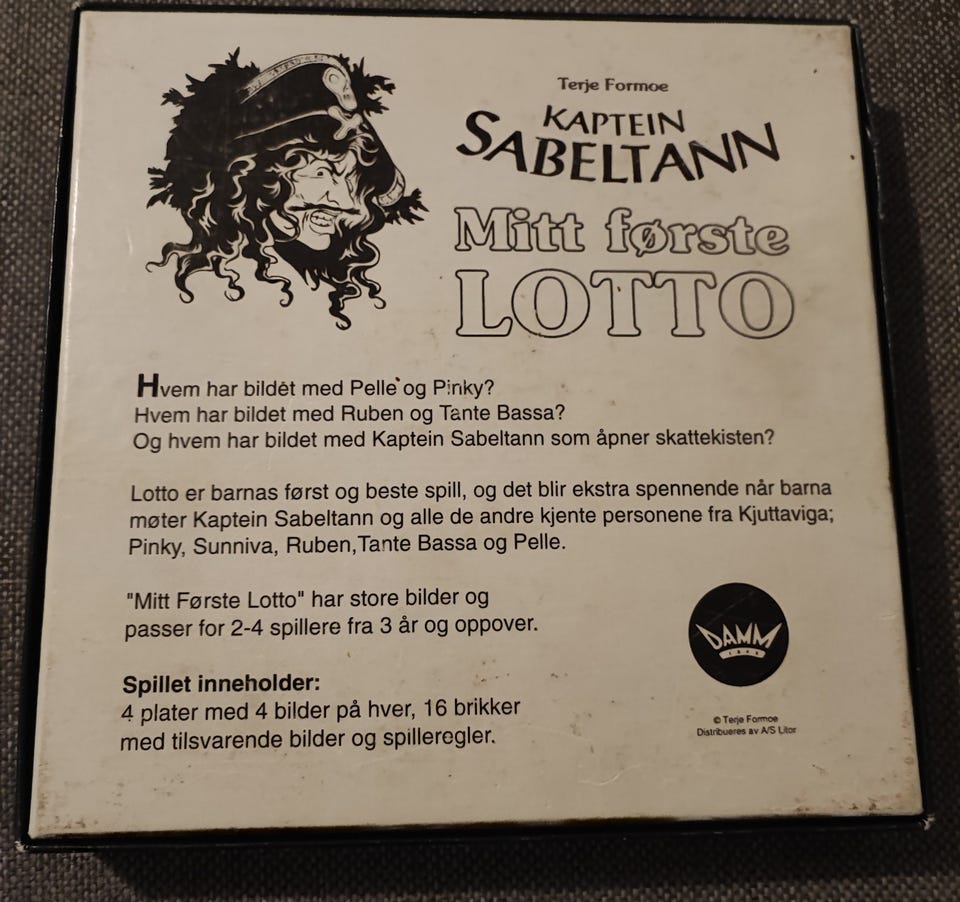 Terje Formoe
KAPTEIN
SABELTANN
Mitt første
LOTTO
Hvem har bildet med Pelle og Pinky?
Hvem har bildet med Ruben og Tante Bassa?
Og hvem har bildet med Kaptein Sabeltann som åpner skattekisten?
Lotto er barnas først og beste spill, og det blir ekstra spennende når barna
møter Kaptein Sabeltann og alle de andre kjente personene fra Kjuttaviga;
Pinky, Sunniva, Ruben,Tante Bassa og Pelle.
"Mitt Første Lotto" har store bilder og
passer for 2-4 spillere fra 3 år og oppover.
DAMM
Spillet inneholder:
4 plater med 4 bilder på hver, 16 brikker
med tilsvarende bilder og spilleregler.
© Terje Formoe
Distribueres av A/S Litor